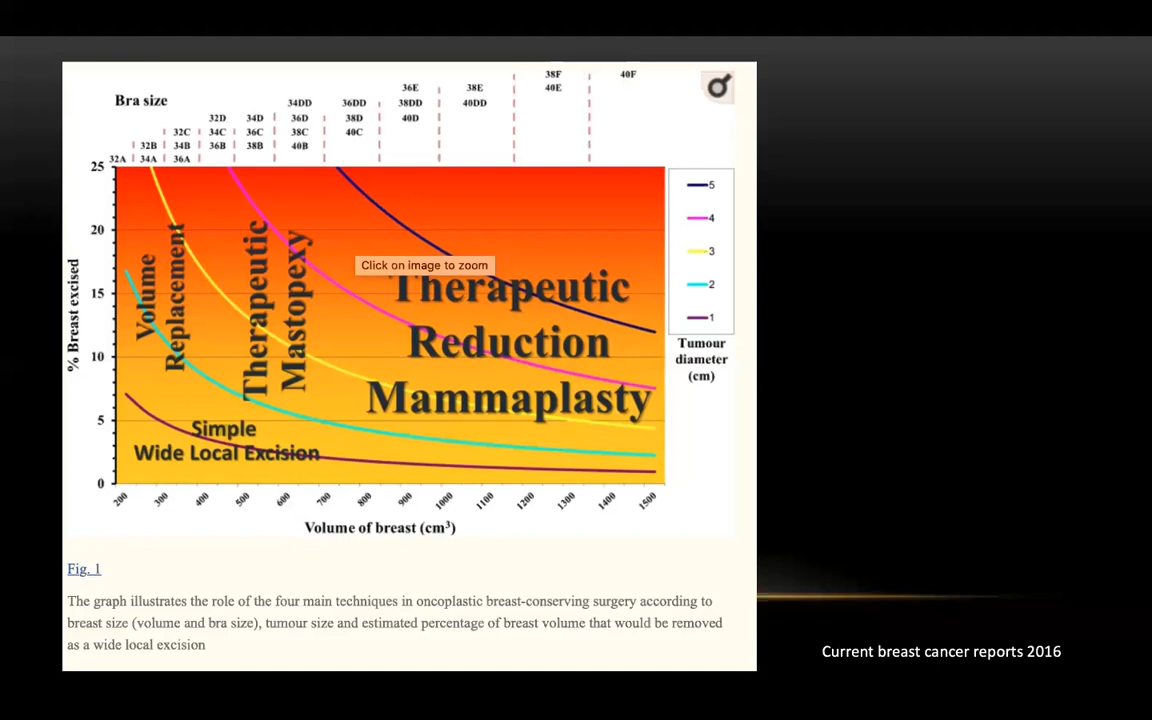 38F 40F
36E 38E 40E
Bra size
34DD 36DD 38DD 40DD
32D 34D 36D 38D 40D
32C 34C 36C 38C 40C
32B 34B 36B 38B 40B
32A 34A 36A
25
20
15
10
5
0
% Breast excised
Volume
Replacement
Therapeutic
Mastopexy
Click on image to zoom
Therapeutic
Reduction
Mammaplasty
Simple
Wide Local Excision
5
4
3
2
1
Tumour
diameter
(cm)
200 300 400 500 600 700 800 900 1000 1100 1200 1300 1400 1500
Volume of breast (cm³)
Fig. 1
The graph illustrates the role of the four main techniques in oncoplastic breast-conserving surgery according to
breast size (volume and bra size), tumour size and estimated percentage of breast volume that would be removed
as a wide local excision
Current breast cancer reports 2016